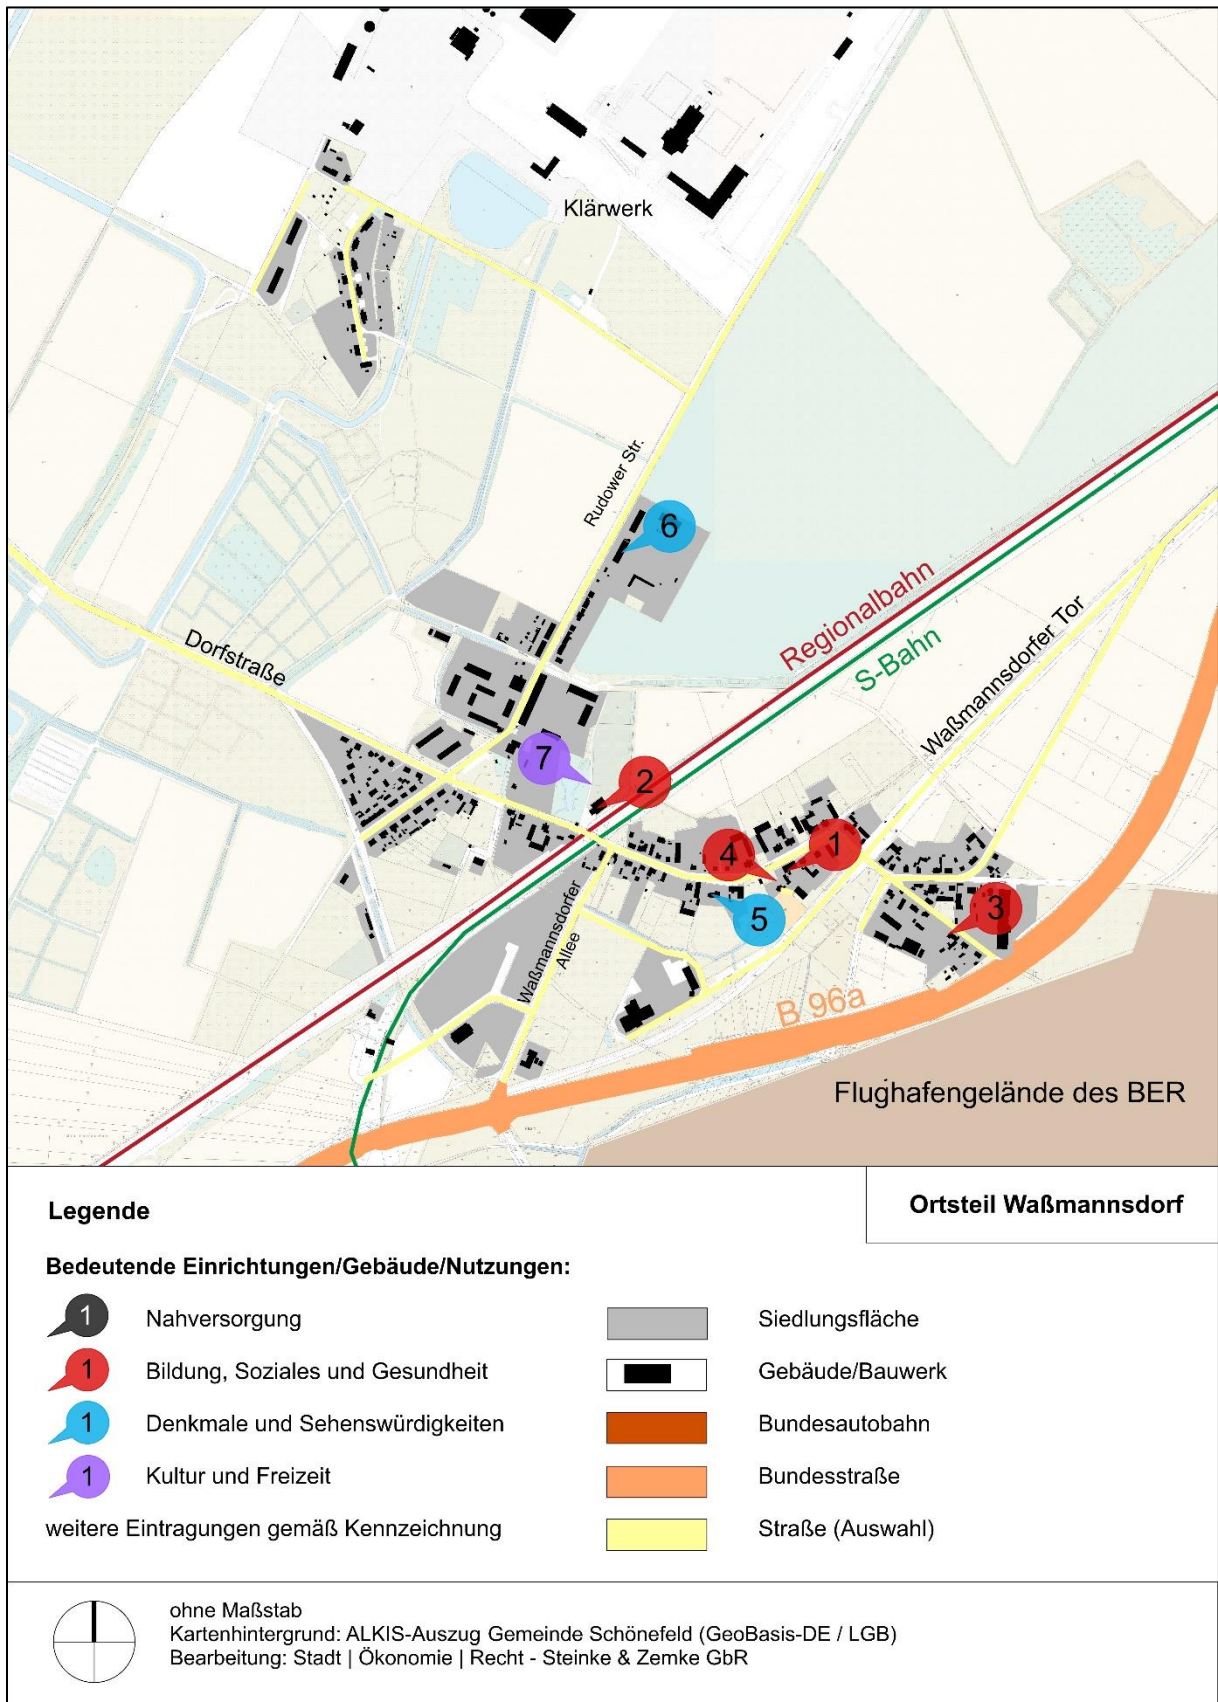 Klärwerk
Rudower Str.
6
Regionalbahn
S-Bahn
Dorfstraße
Waßmannsdorfer Tor
7
2
4
1
3
5
Waßmannsdorfer
Allee
B 96a
Flughafengelände des BER
Legende
Ortsteil Waßmannsdorf
Bedeutende Einrichtungen/Gebäude/Nutzungen:
1 Nahversorgung
Siedlungsfläche
1 Bildung, Soziales und Gesundheit
Gebäude/Bauwerk
1 Denkmale und Sehenswürdigkeiten
Bundesautobahn
1 Kultur und Freizeit
Bundesstraße
weitere Eintragungen gemäß Kennzeichnung
Straße (Auswahl)
ohne Maßstab
Kartenhintergrund: ALKIS-Auszug Gemeinde Schönefeld (GeoBasis-DE / LGB)
Bearbeitung: Stadt | Ökonomie | Recht - Steinke & Zemke GbR